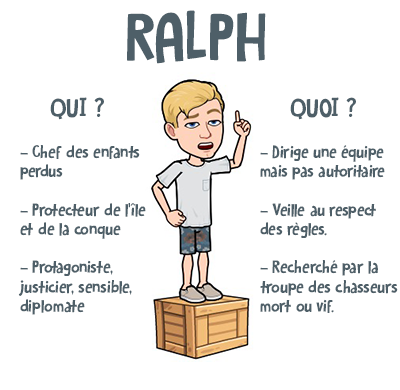 RALPH
QUI ?
– Chef des enfants
perdus
– Protecteur de l'île
et de la conque
– Protagoniste,
justicier, sensible,
diplomate
QUOI ?
– Dirige une équipe
mais pas autoritaire
– Veille au respect
des règles.
– Recherché par la
troupe des chasseurs
mort ou vif.